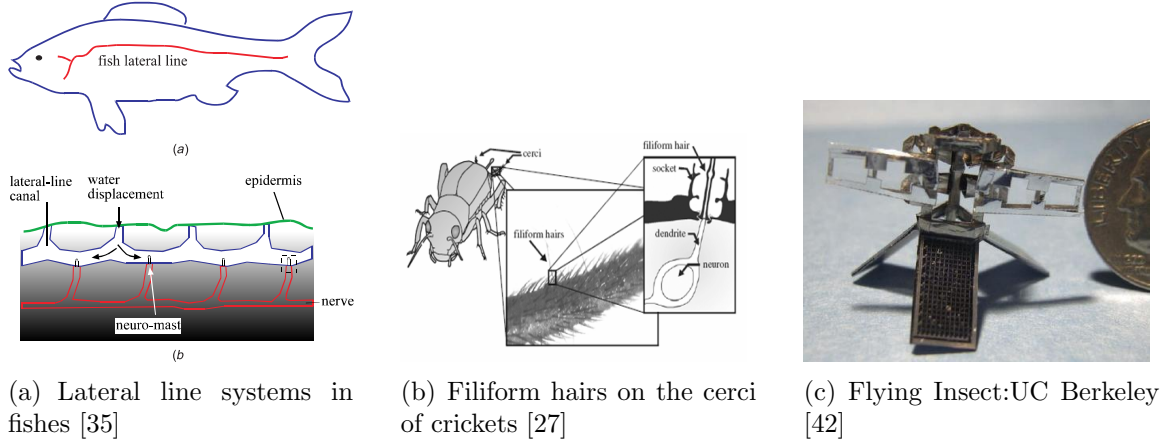 fish lateral line
(a)
lateral-line
canal
water
displacement
epidermis
nerve
neuro-mast
(b
cerci
filiform hair
socket
filiform hairs
dendrite
neuron
(a) Lateral line systems in
fishes [35]
(b) Filiform hairs on the cerci
of crickets [27]
(c) Flying Insect:UC Berkeley
[42]